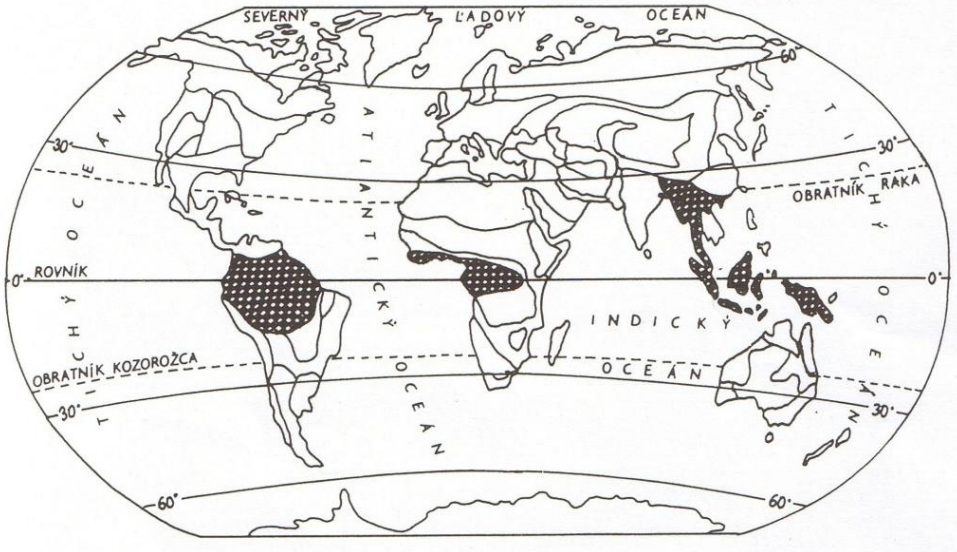 SEVERNÝ ĽADOVÝ OCEÁN
60°
TICHÝ OCEÁN
ATLANTICKÝ OCEÁN
TICHÝ OCEÁN
30°
30°
OBRATNÍK RAKA
ROVNÍK
0°
0°
INDICKÝ
OCEÁN
OBRATNÍK KOZOROŽCA
30°
30°
60°
60°